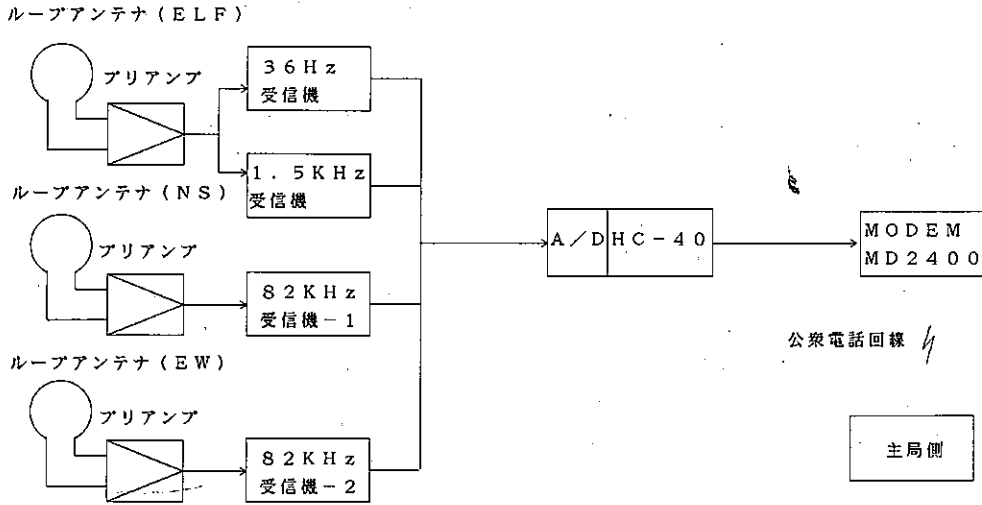 ループアンテナ（ＥＬＦ）
プリアンプ
３６Ｈｚ
受信機
１．５ＫＨｚ
受信機
ループアンテナ（ＮＳ）
プリアンプ
８２ＫＨｚ
受信機－１
Ａ／Ｄ
ＨＣ－４０
ＭＯＤＥＭ
ＭＤ２４００
公衆電話回線
ループアンテナ（ＥＷ）
プリアンプ
８２ＫＨｚ
受信機－２
主局側